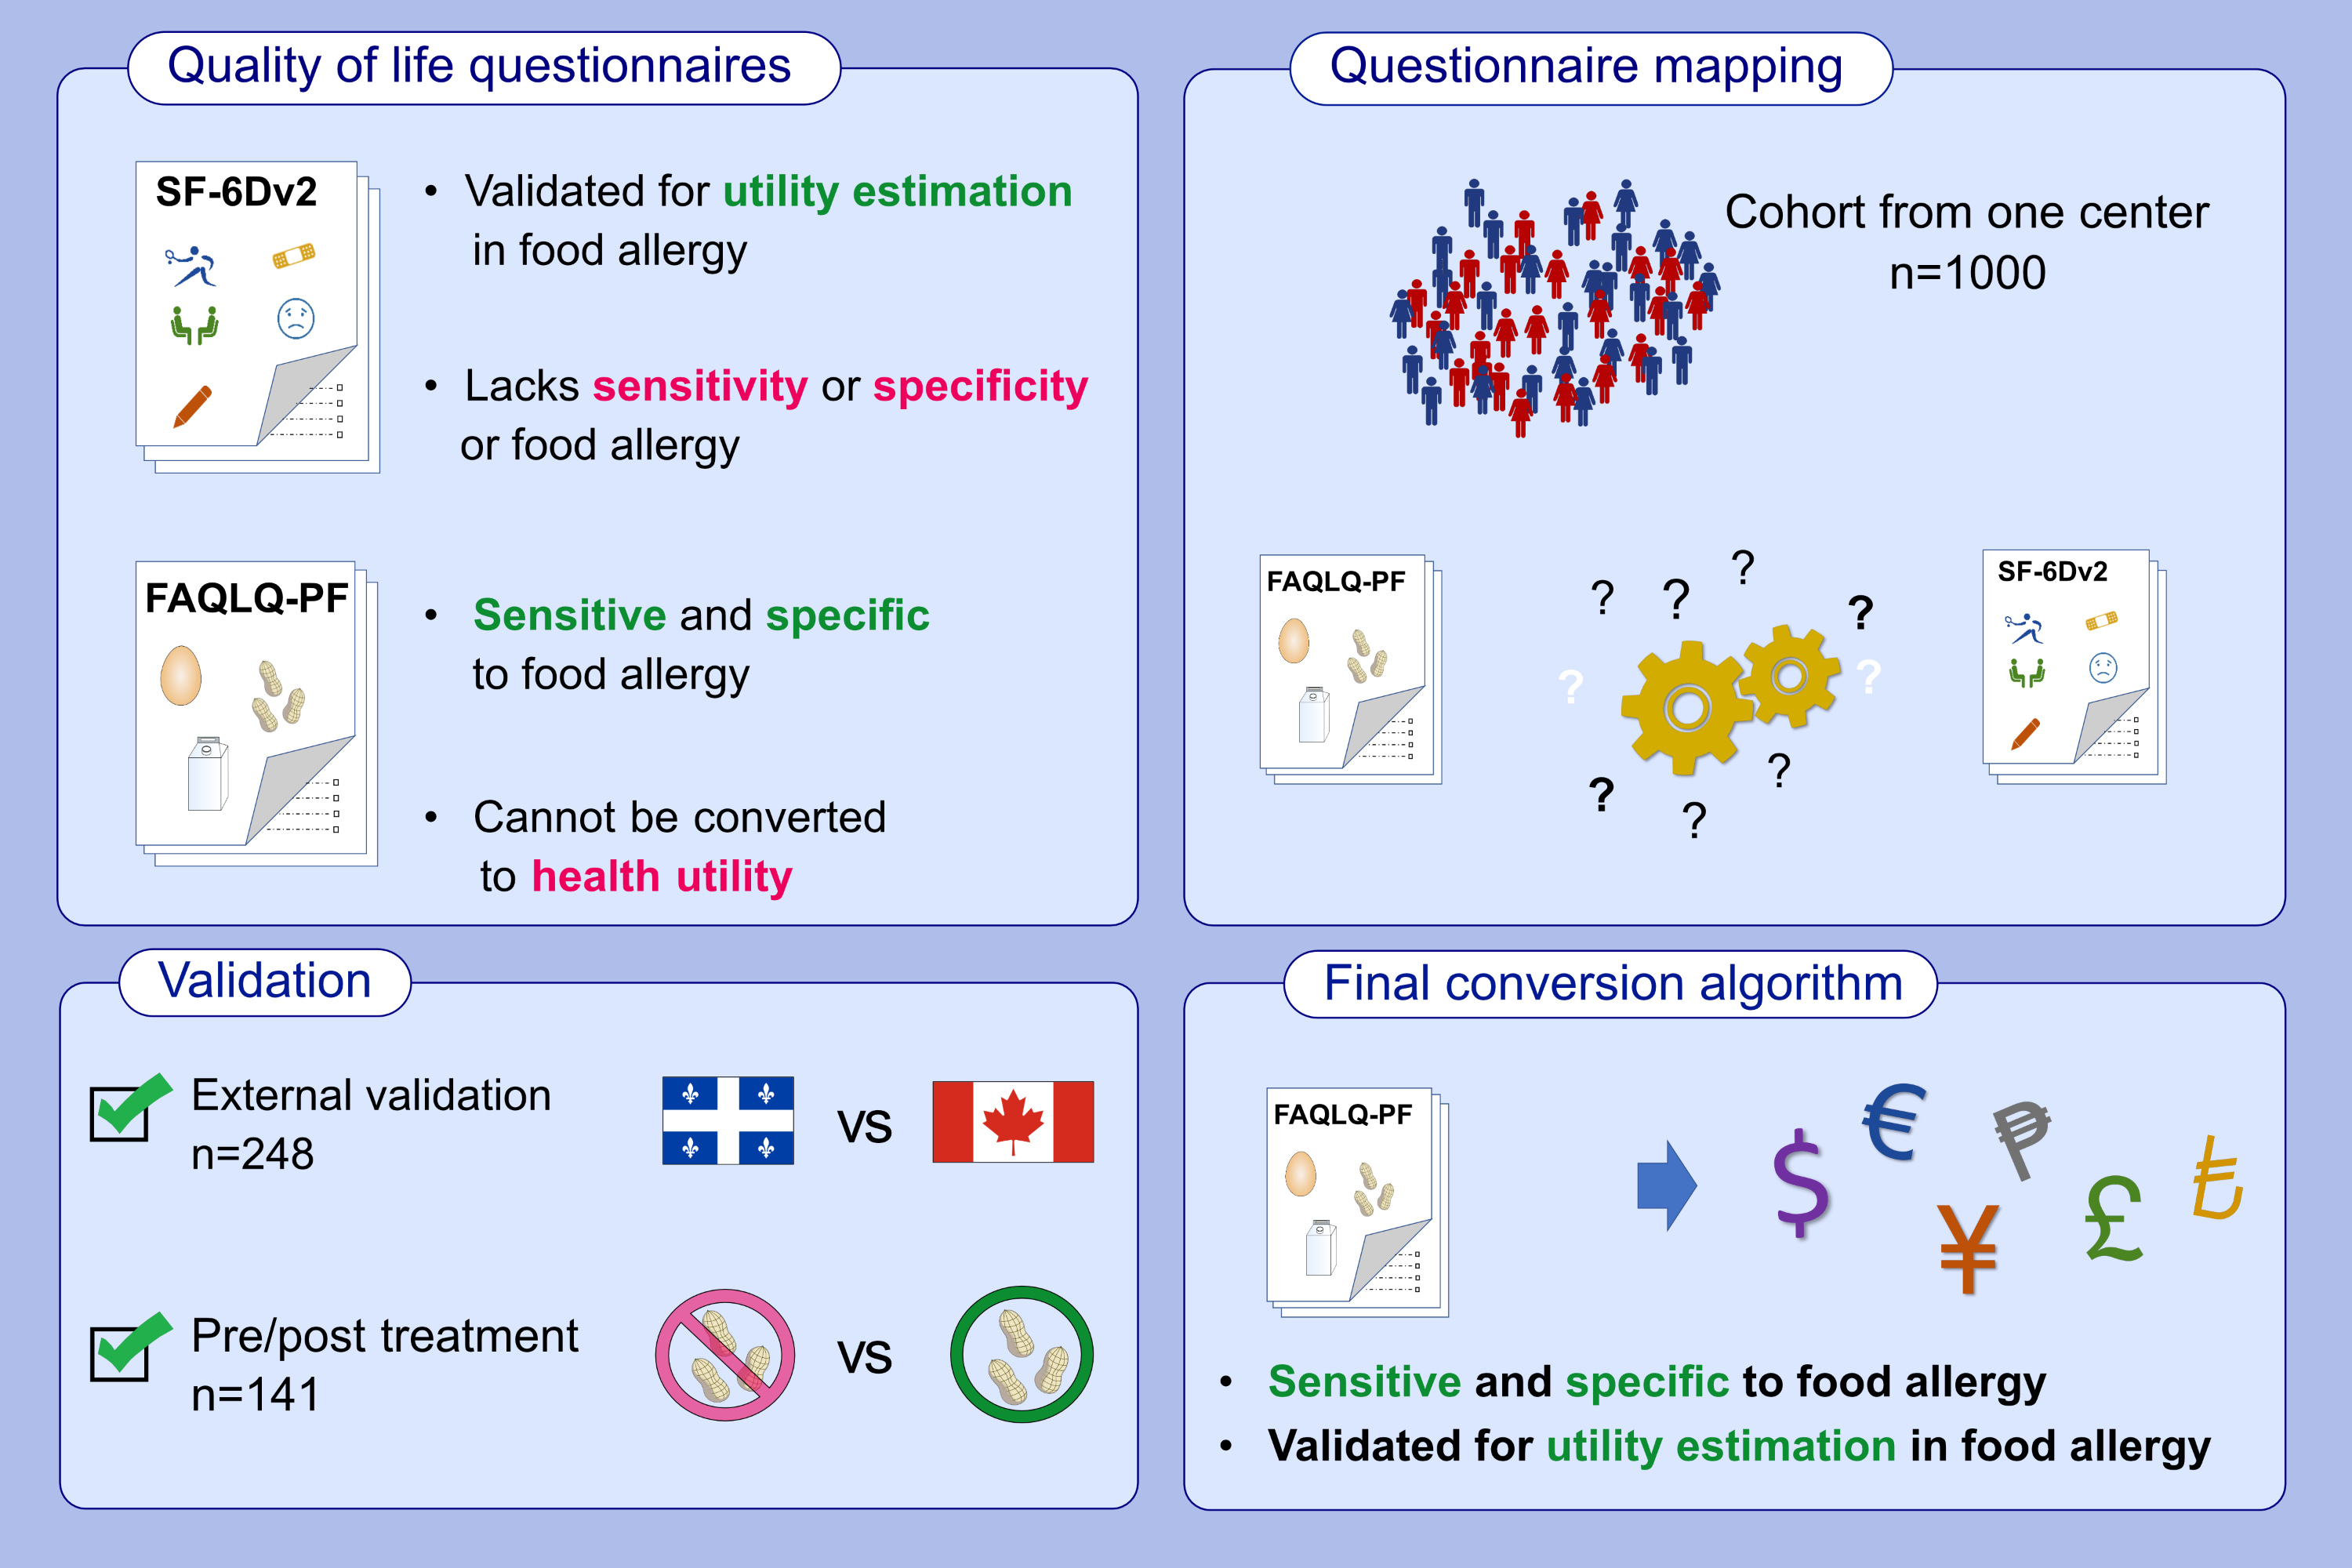 Quality of life questionnaires
SF-6Dv2
• Validated for utility estimation
in food allergy
• Lacks sensitivity or specificity
or food allergy
FAQLQ-PF
• Sensitive and specific
to food allergy
• Cannot be converted
to health utility
Questionnaire mapping
Cohort from one center
n=1000
FAQLQ-PF
? ? ? ?
? ?
? ? ?
SF-6Dv2
Validation
External validation
n=248
vs
Pre/post treatment
n=141
vs
Final conversion algorithm
FAQLQ-PF
$ € ¥ ₱ £ ₺
• Sensitive and specific to food allergy
• Validated for utility estimation in food allergy